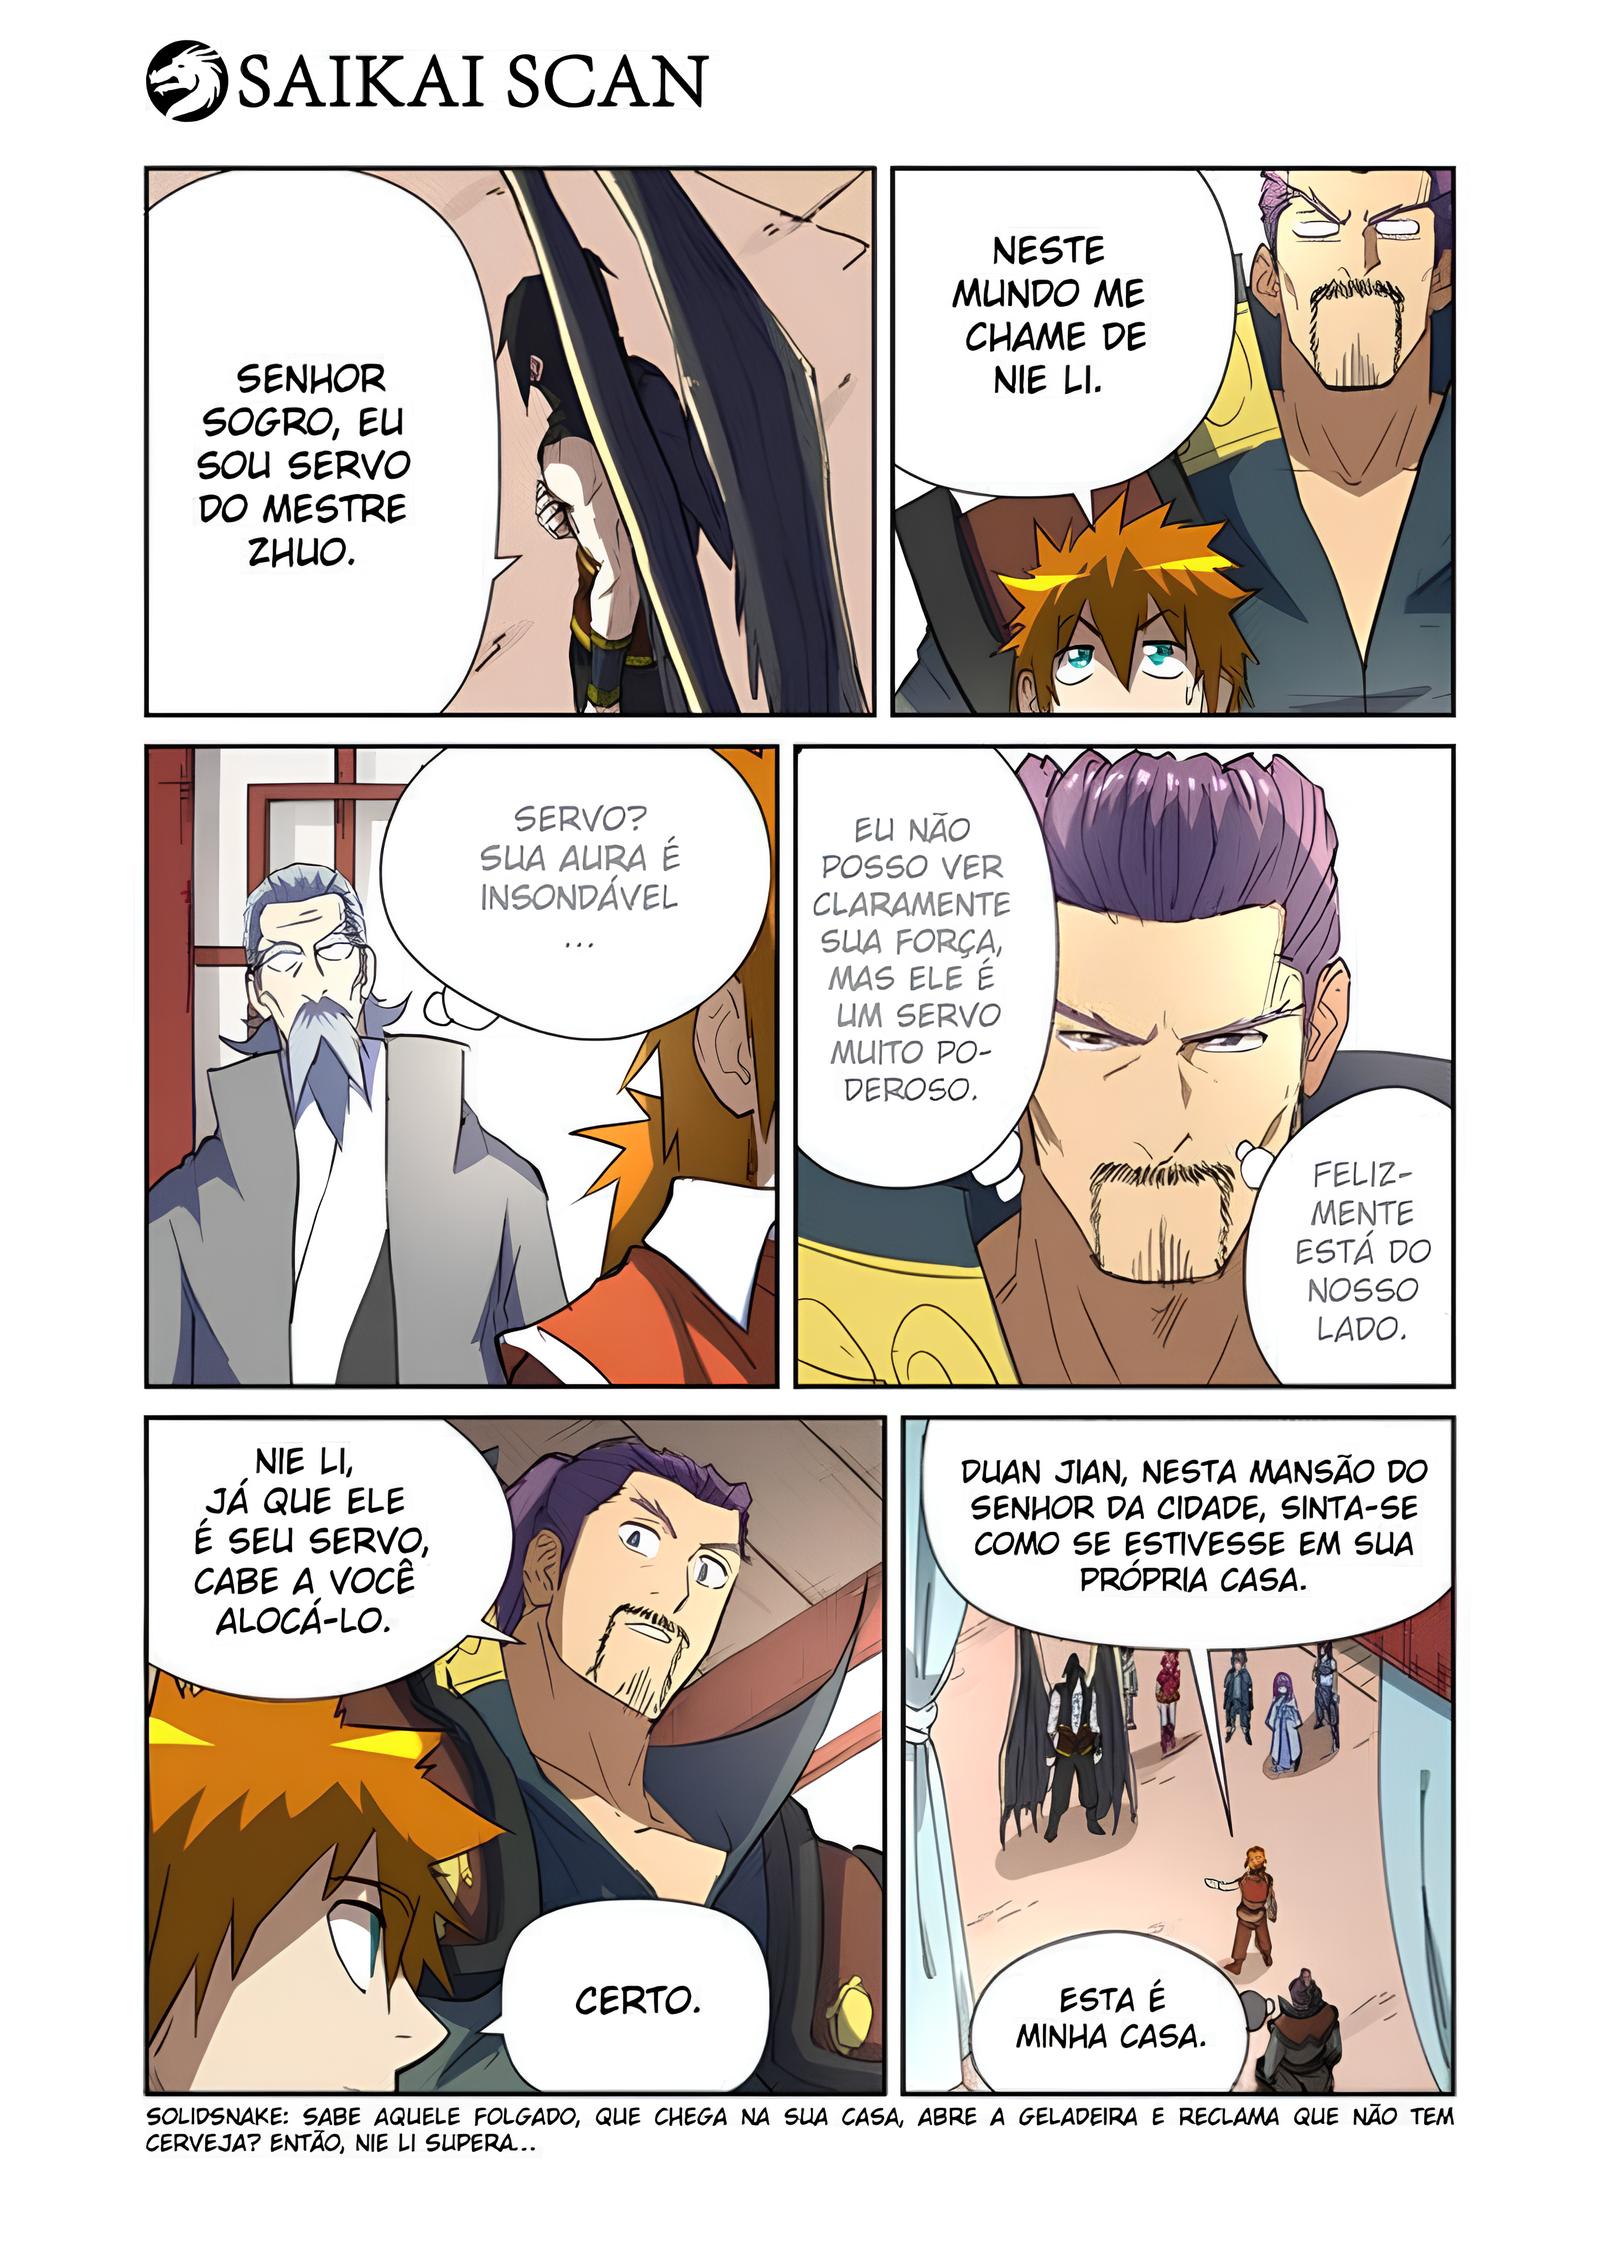 SAIKAI SCAN
SENHOR
SOGRO, EU
SOU SERVO
DO MESTRE
ZHUO.
NESTE
MUNDO ME
CHAME DE
NIE LI.
SERVO?
SUA AURA É
INSONDÁVEL
...
EU NÃO
POSSO VER
CLARAMENTE
SUA FORÇA,
MAS ELE É
UM SERVO
MUITO PO-
DEROSO.
FELIZ-
MENTE
ESTÁ DO
NOSSO
LADO.
NIE LI,
JÁ QUE ELE
É SEU SERVO,
CABE A VOCÊ
ALOCÁ-LO.
CERTO.
DUAN JIAN, NESTA MANSÃO DO
SENHOR DA CIDADE, SINTA-SE
COMO SE ESTIVESSE EM SUA
PRÓPRIA CASA.
ESTA É
MINHA CASA.
SOLIDSNAKE: SABE AQUELE FOLGADO, QUE CHEGA NA SUA CASA, ABRE A GELADEIRA E RECLAMA QUE NÃO TEM
CERVEJA? ENTÃO, NIE LI SUPERA...